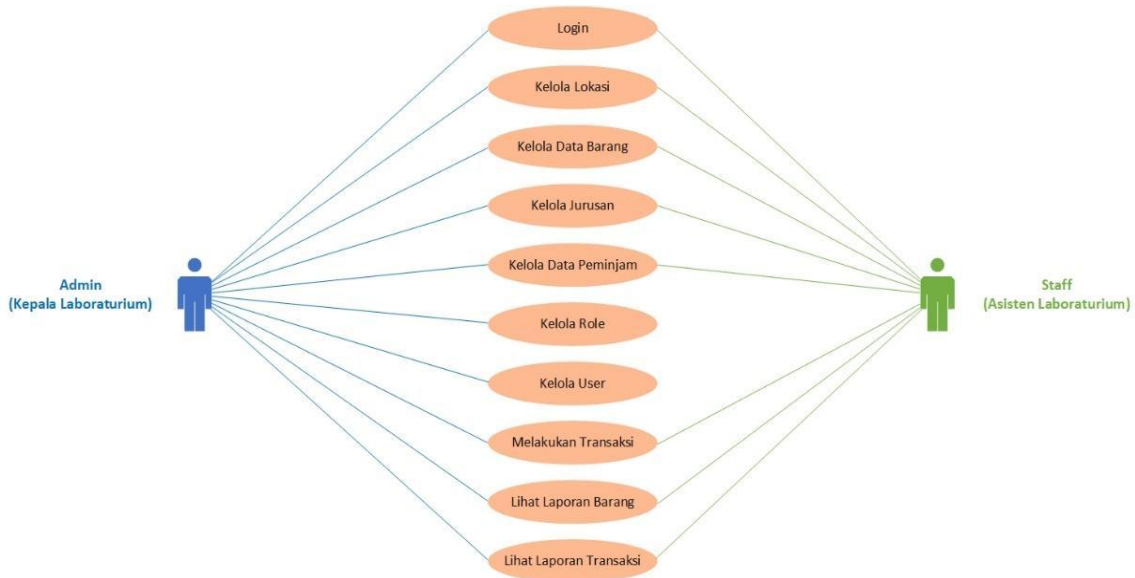 Login
Kelola Lokasi
Kelola Data Barang
Kelola Jurusan
Kelola Data Peminjam
Admin
(Kepala Laboraturium)
Staff
(Asisten Laboraturium)
Kelola Role
Kelola User
Melakukan Transaksi
Lihat Laporan Barang
Lihat Laporan Transaksi